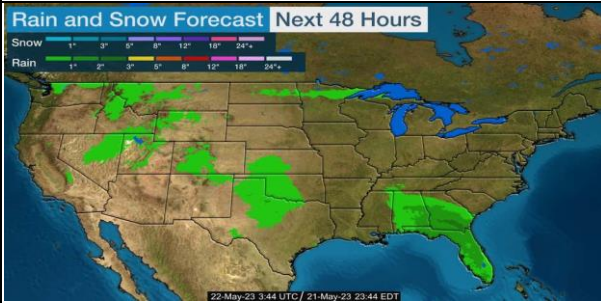 Rain and Snow Forecast Next 48 Hours
Snow
1" 3" 5" 8" 12" 18" 24"+
Rain
1" 2" 3" 5" 8" 12" 18" 24"+
22-May-23 3:44 UTC / 21-May-23 23:44 EDT